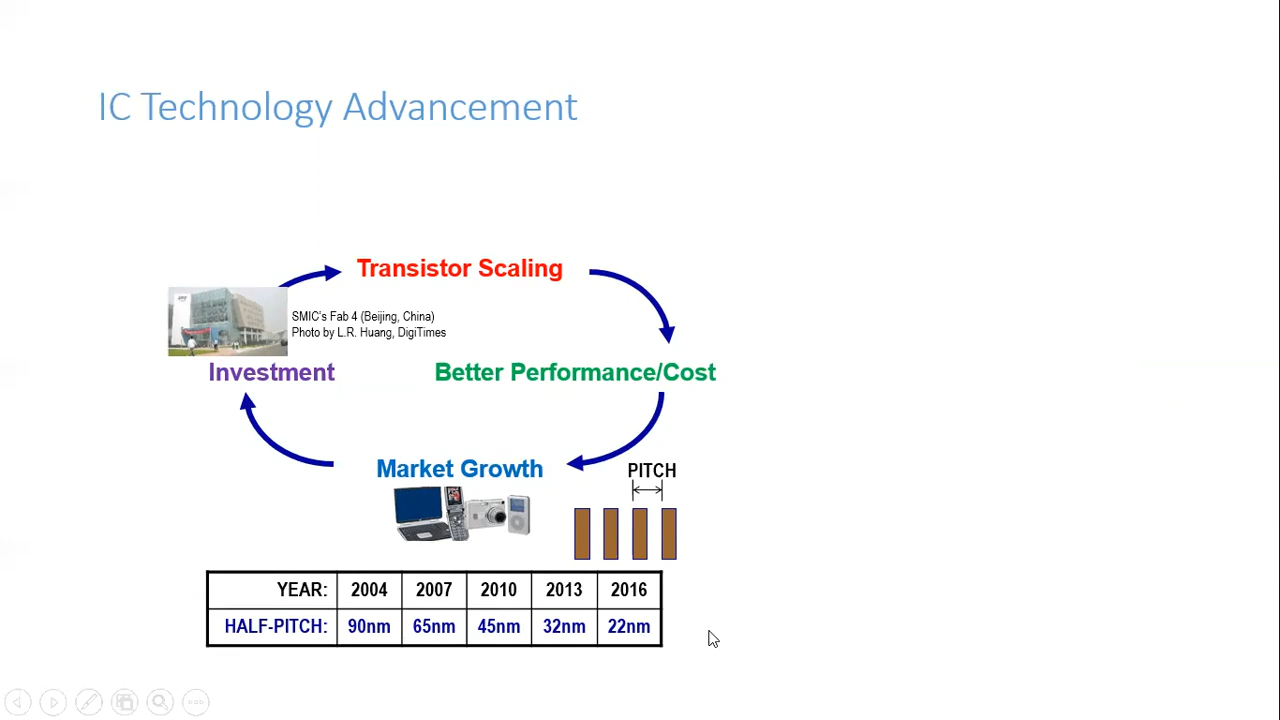 IC Technology Advancement
Transistor Scaling
SMIC's Fab 4 (Beijing, China)
Photo by L.R. Huang, DigiTimes
Investment
Better Performance/Cost
Market Growth
PITCH
YEAR: 2004 2007 2010 2013 2016
HALF-PITCH: 90nm 65nm 45nm 32nm 22nm